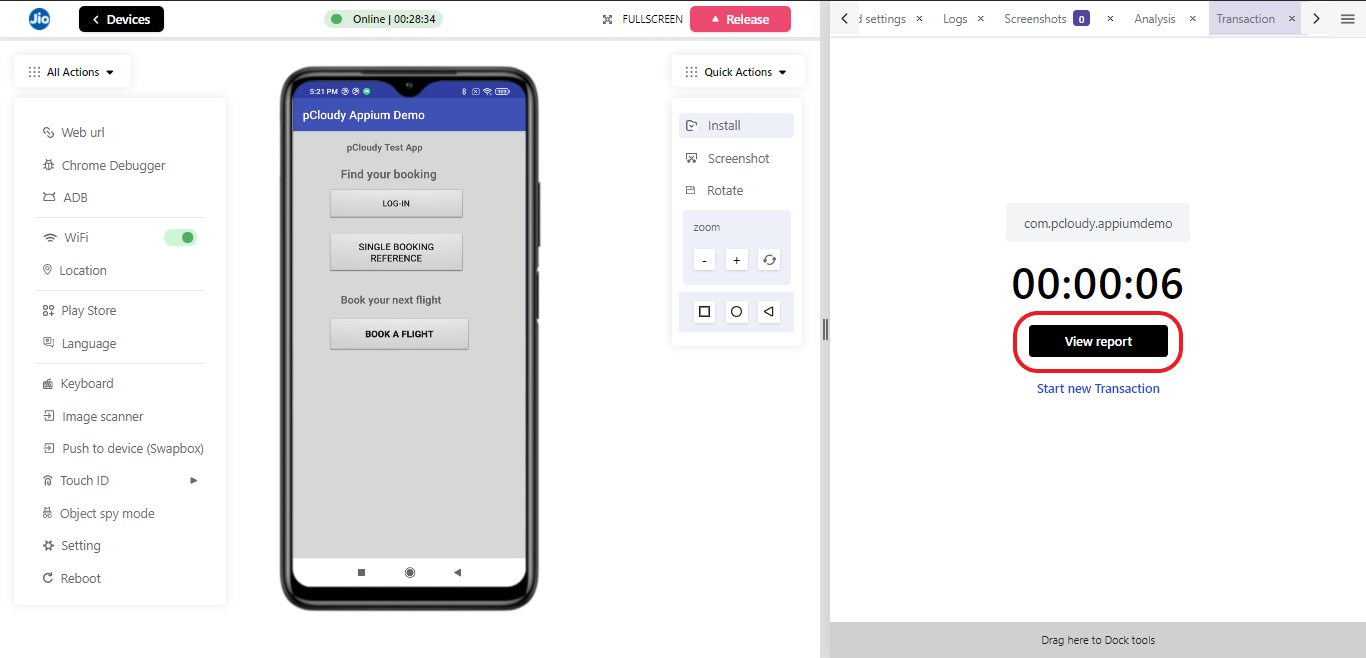 Jio
Devices
Online | 00:28:34
FULLSCREEN
Release
d settings
Logs
Screenshots 0
Analysis
Transaction
All Actions
Web url
Chrome Debugger
ADB
WiFi
Location
Play Store
Language
Keyboard
Image scanner
Push to device (Swapbox)
Touch ID
Object spy mode
Setting
Reboot
5:21 PM
100
pCloudy Appium Demo
pCloudy Test App
Find your booking
LOG-IN
SINGLE BOOKING
REFERENCE
Book your next flight
BOOK A FLIGHT
Quick Actions
Install
Screenshot
Rotate
zoom
- +
com.pcloudy.appiumdemo
00:00:06
View report
Start new Transaction
Drag here to Dock tools